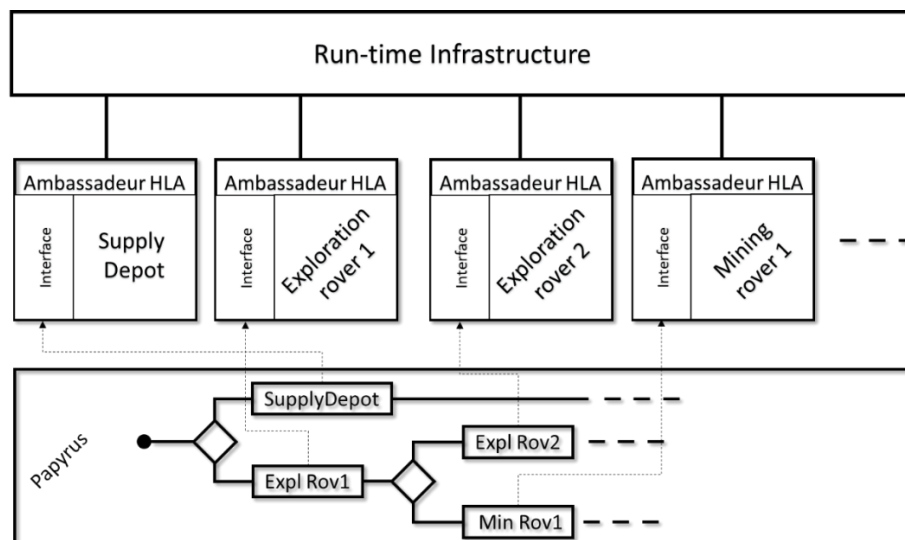 Run-time Infrastructure
Ambassadeur HLA
Interface
Supply
Depot
Ambassadeur HLA
Interface
Exploration
rover 1
Ambassadeur HLA
Interface
Exploration
rover 2
Ambassadeur HLA
Interface
Mining
rover 1
Papyrus
SupplyDepot
Expl Rov1
Expl Rov2
Min Rov1